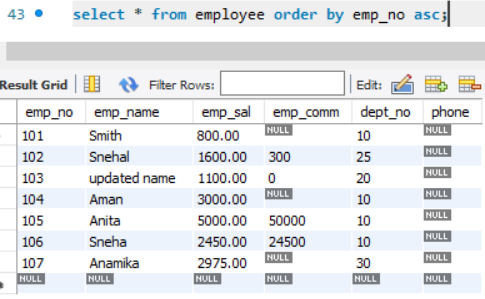 43 select * from employee order by emp_no asc;
Result Grid Filter Rows: Edit:
emp_no emp_name emp_sal emp_comm dept_no phone
101 Smith 800.00 NULL 10 NULL
102 Snehal 1600.00 300 25 NULL
103 updated name 1100.00 0 20 NULL
104 Aman 3000.00 NULL 10 NULL
105 Anita 5000.00 50000 10 NULL
106 Sneha 2450.00 24500 10 NULL
107 Anamika 2975.00 NULL 30 NULL
NULL NULL NULL NULL NULL NULL